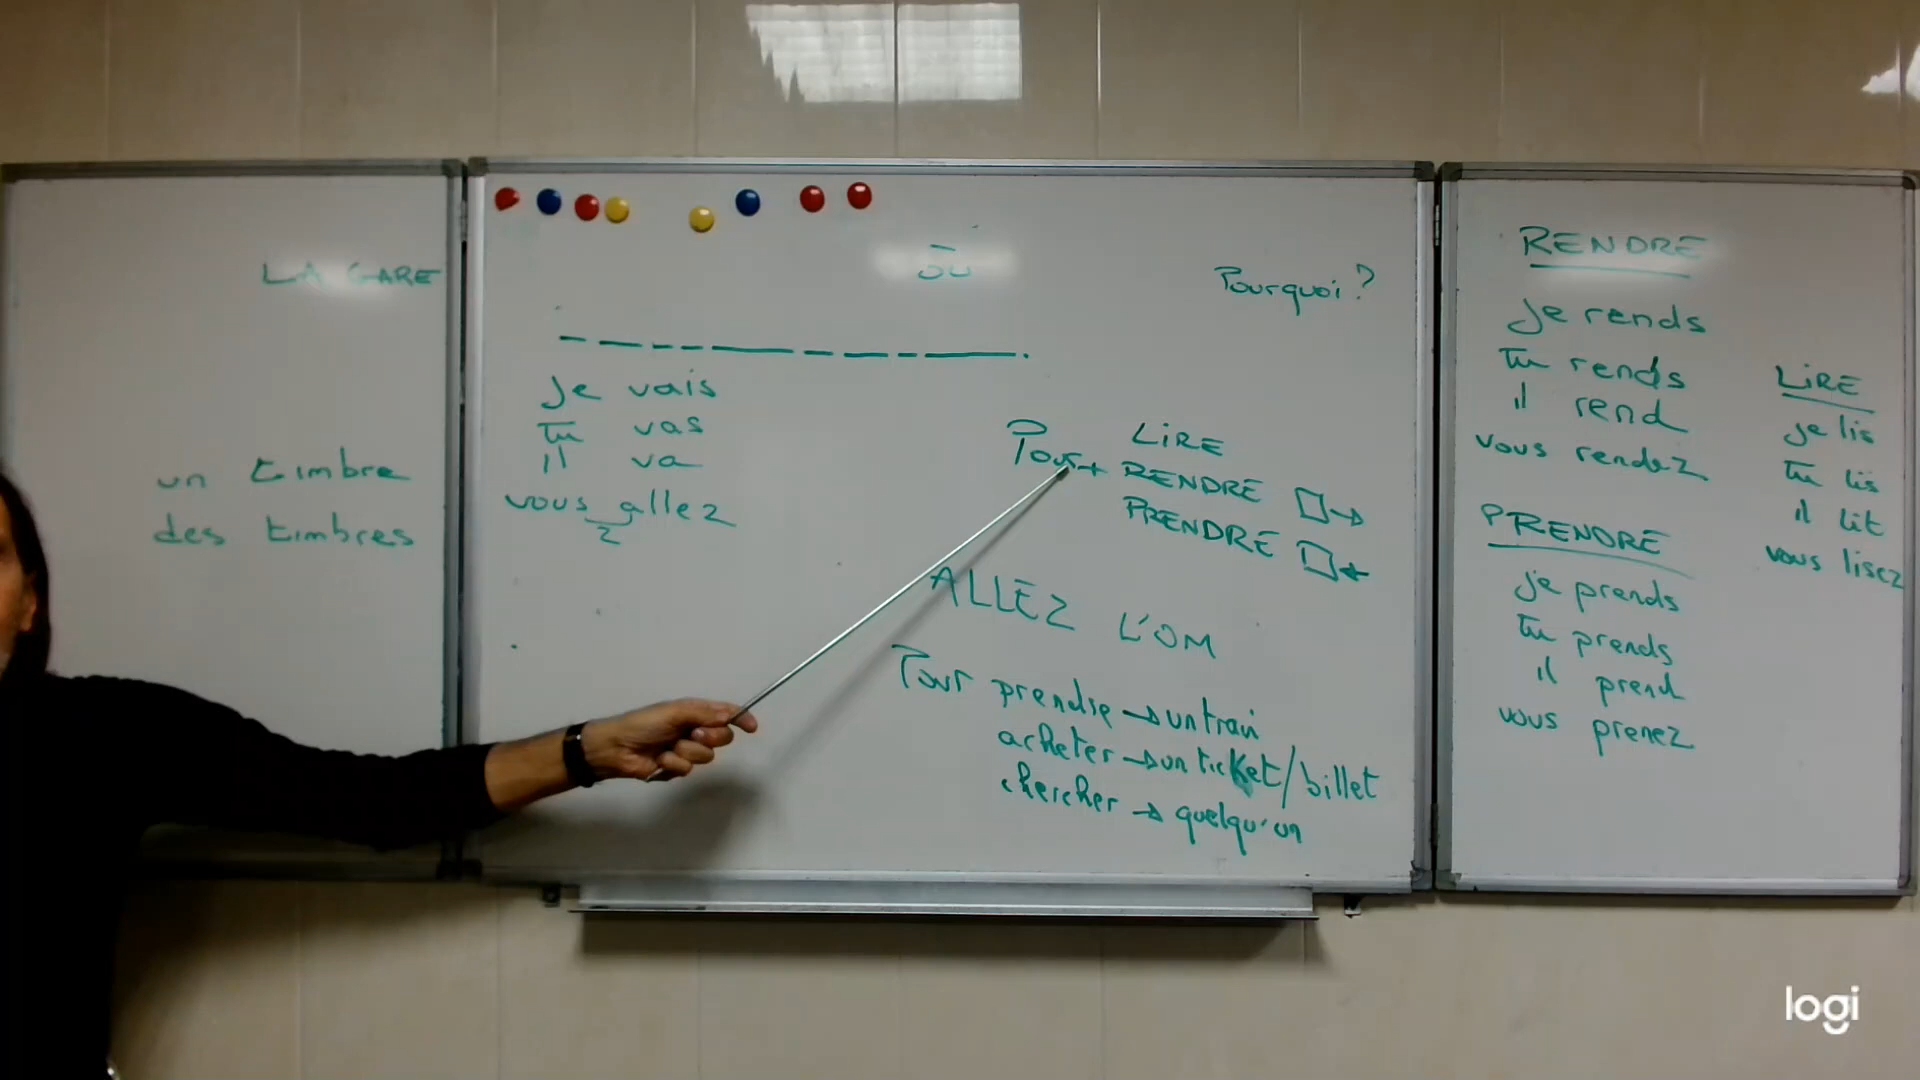 LA GARE
un timbre
des timbres
où
Pourquoi ?
je vais
tu vas
il va
vous allez
z
Pour + LIRE
RENDRE
PRENDRE
ALLEZ L'OM
Pour prendre → un train
acheter → un ticket / billet
chercher → quelqu'un
RENDRE
je rends
tu rends
il rend
vous rendez
PRENDRE
je prends
tu prends
il prend
vous prenez
LIRE
je lis
tu lis
il lit
vous lisez
logi